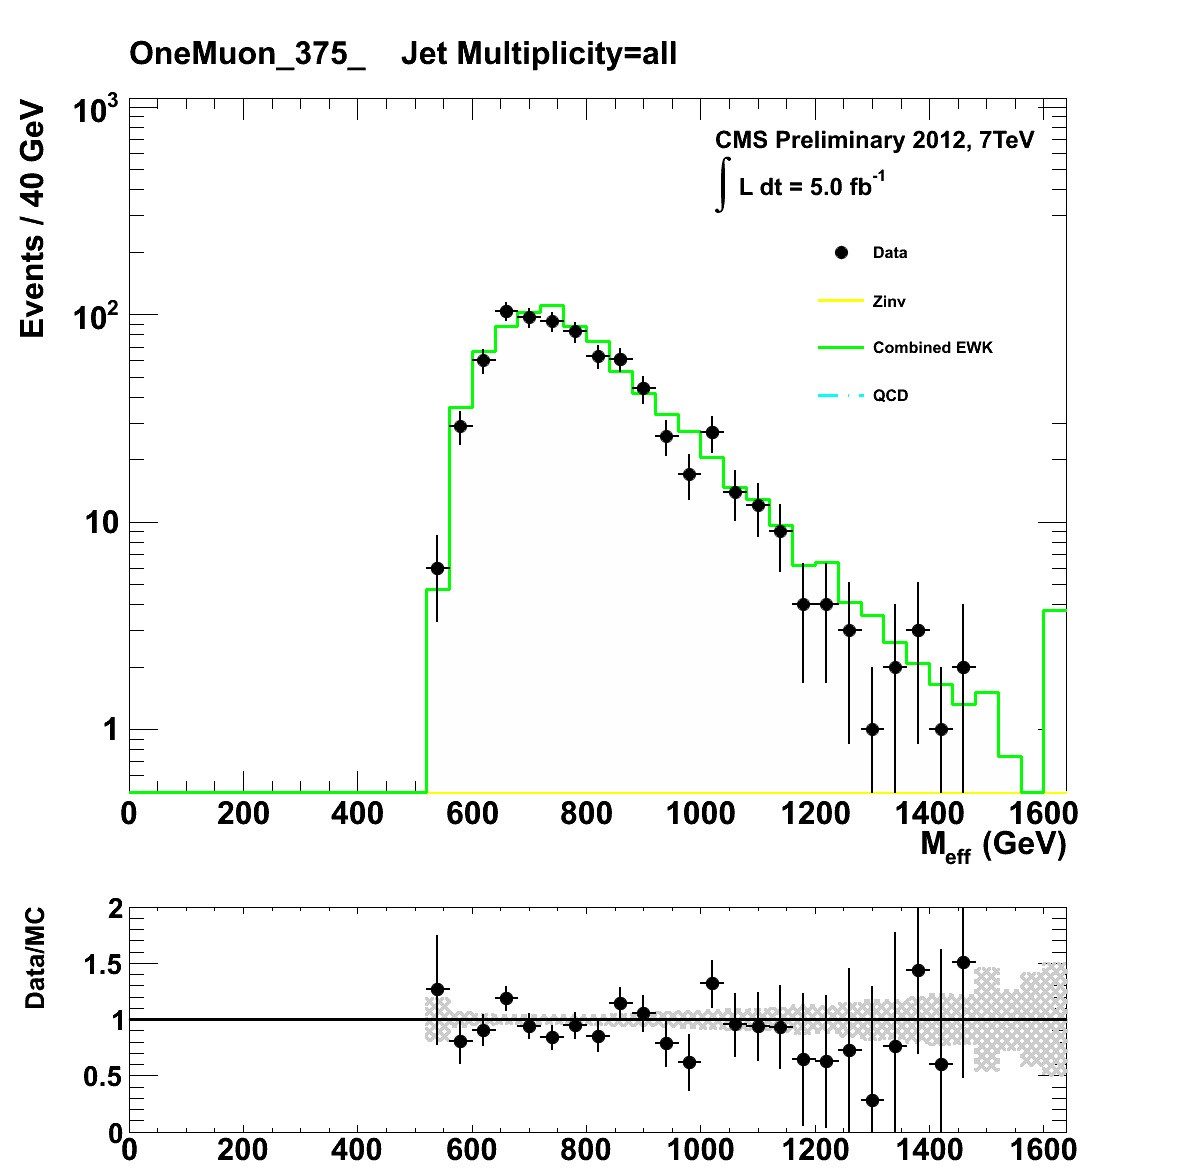 OneMuon_375_ Jet Multiplicity=all
Events / 40 GeV
10³
10²
10
1
CMS Preliminary 2012, 7TeV
∫ L dt = 5.0 fb⁻¹
Data
Zinv
Combined EWK
QCD
0 200 400 600 800 1000 1200 1400 1600
M_eff (GeV)
Data/MC
2
1.5
1
0.5
0
0 200 400 600 800 1000 1200 1400 1600